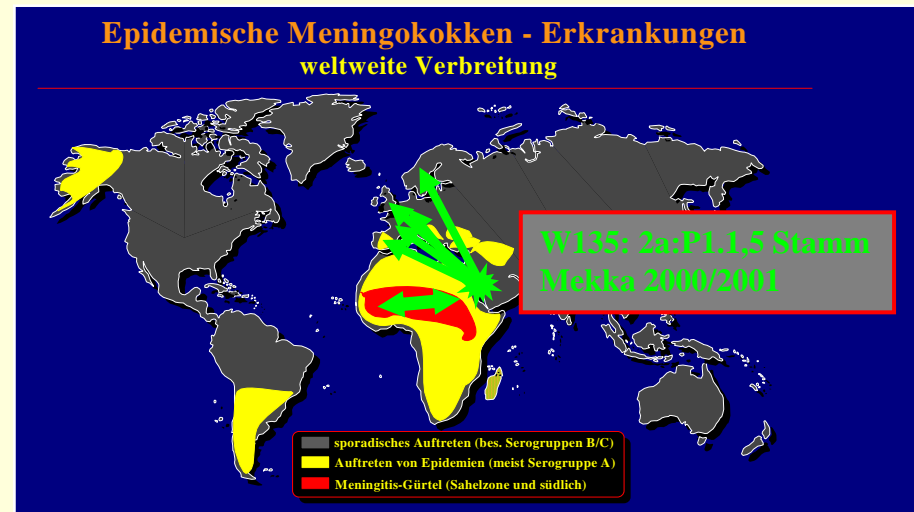 Epidemische Meningokokken - Erkrankungen
weltweite Verbreitung
W135: 2a:P1.1,5 Stamm
Mekka 2000/2001
sporadisches Auftreten (bes. Serogruppen B/C)
Auftreten von Epidemien (meist Serogruppe A)
Meningitis-Gürtel (Sahelzone und südlich)